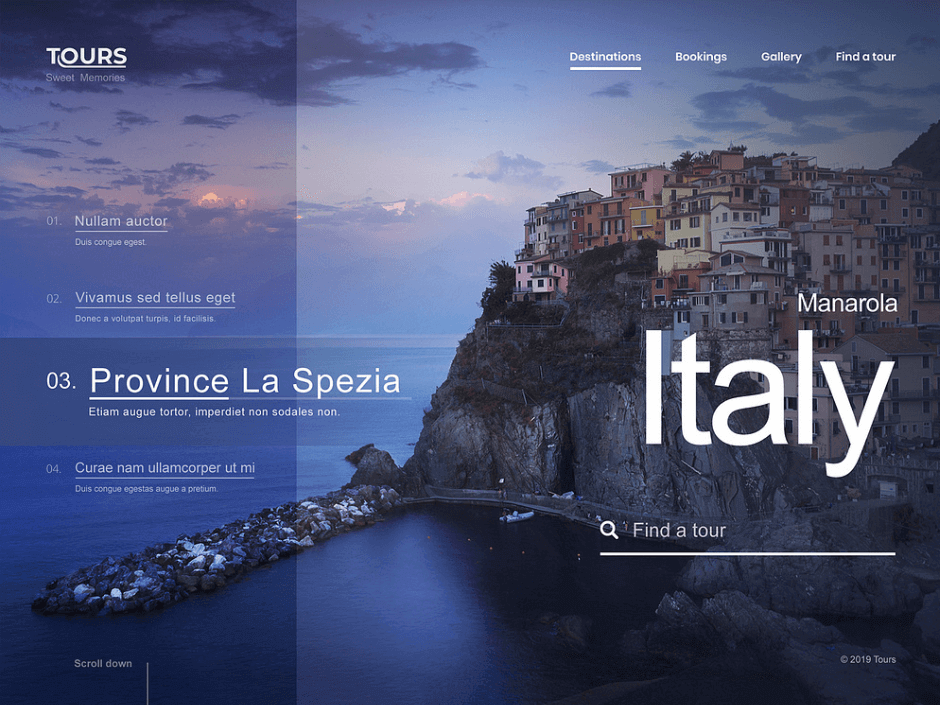 TOURS
Sweet Memories
Destinations Bookings Gallery Find a tour
01. Nullam auctor
Duis congue egest.
02. Vivamus sed tellus eget
Donec a volutpat turpis, id facilisis.
03. Province La Spezia
Etiam augue tortor, imperdiet non sodales non.
04. Curae nam ullamcorper ut mi
Duis congue egestas augue a pretium.
Manarola
Italy
Find a tour
Scroll down
© 2019 Tours